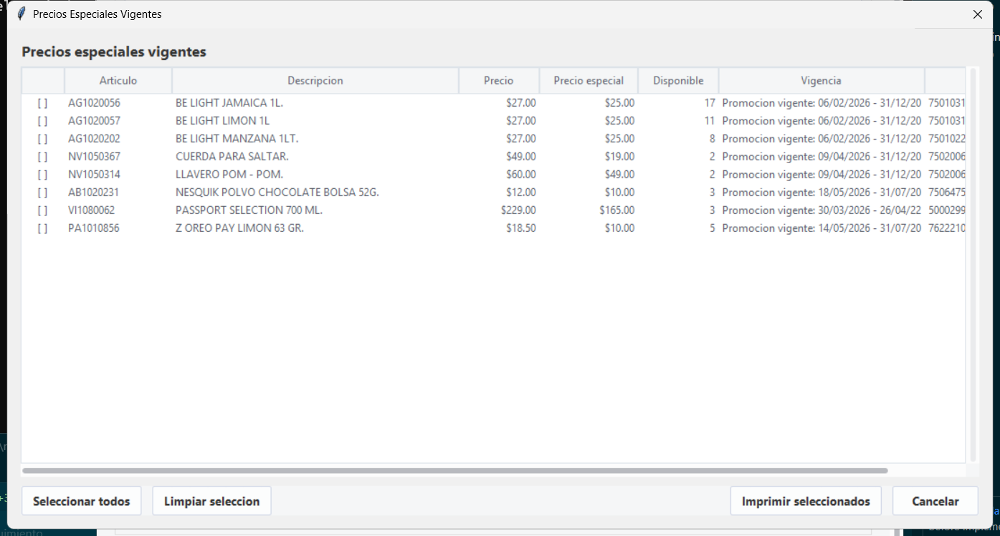 Precios Especiales Vigentes
Precios especiales vigentes
Articulo Descripcion Precio Precio especial Disponible Vigencia
[ ] AG1020056 BE LIGHT JAMAICA 1L. $27.00 $25.00 17 Promocion vigente: 06/02/2026 - 31/12/20 7501031
[ ] AG1020057 BE LIGHT LIMON 1L $27.00 $25.00 11 Promocion vigente: 06/02/2026 - 31/12/20 7501031
[ ] AG1020202 BE LIGHT MANZANA 1LT. $27.00 $25.00 8 Promocion vigente: 06/02/2026 - 31/12/20 7501022
[ ] NV1050367 CUERDA PARA SALTAR. $49.00 $19.00 2 Promocion vigente: 09/04/2026 - 31/12/20 7502006
[ ] NV1050314 LLAVERO POM - POM. $60.00 $49.00 2 Promocion vigente: 09/04/2026 - 31/12/20 7502006
[ ] AB1020231 NESQUIK POLVO CHOCOLATE BOLSA 52G. $12.00 $10.00 3 Promocion vigente: 18/05/2026 - 31/07/20 7506475
[ ] VI1080062 PASSPORT SELECTION 700 ML. $229.00 $165.00 3 Promocion vigente: 30/03/2026 - 26/04/22 5000299
[ ] PA1010856 Z OREO PAY LIMON 63 GR. $18.50 $10.00 5 Promocion vigente: 14/05/2026 - 31/07/20 7622210
Seleccionar todos Limpiar seleccion Imprimir seleccionados Cancelar